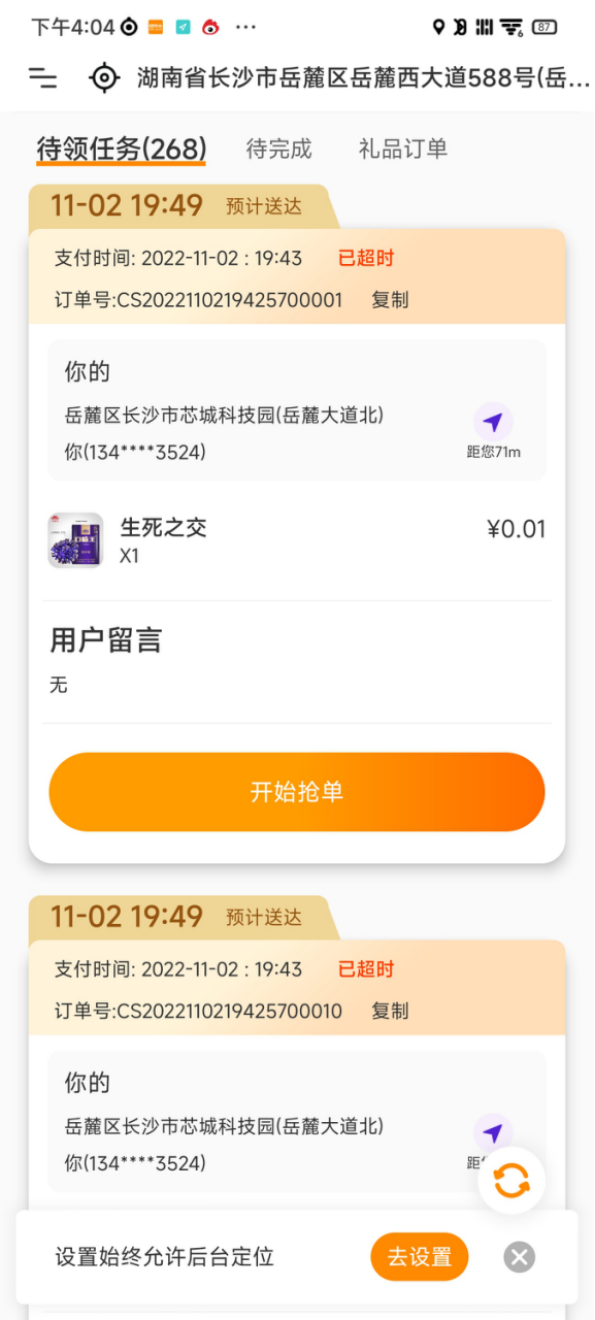 下午4:04
6
87
湖南省长沙市岳麓区岳麓西大道588号(岳...
待领任务(268) 待完成 礼品订单
11-02 19:49 预计送达
支付时间: 2022-11-02 : 19:43 已超时
订单号:CS2022110219425700001 复制
你的
岳麓区长沙市芯城科技园(岳麓大道北)
你(134****3524)
距您71m
生死之交 ¥0.01
X1
用户留言
无
开始抢单
11-02 19:49 预计送达
支付时间: 2022-11-02 : 19:43 已超时
订单号:CS2022110219425700010 复制
你的
岳麓区长沙市芯城科技园(岳麓大道北)
你(134****3524)
距
设置始终允许后台定位 去设置